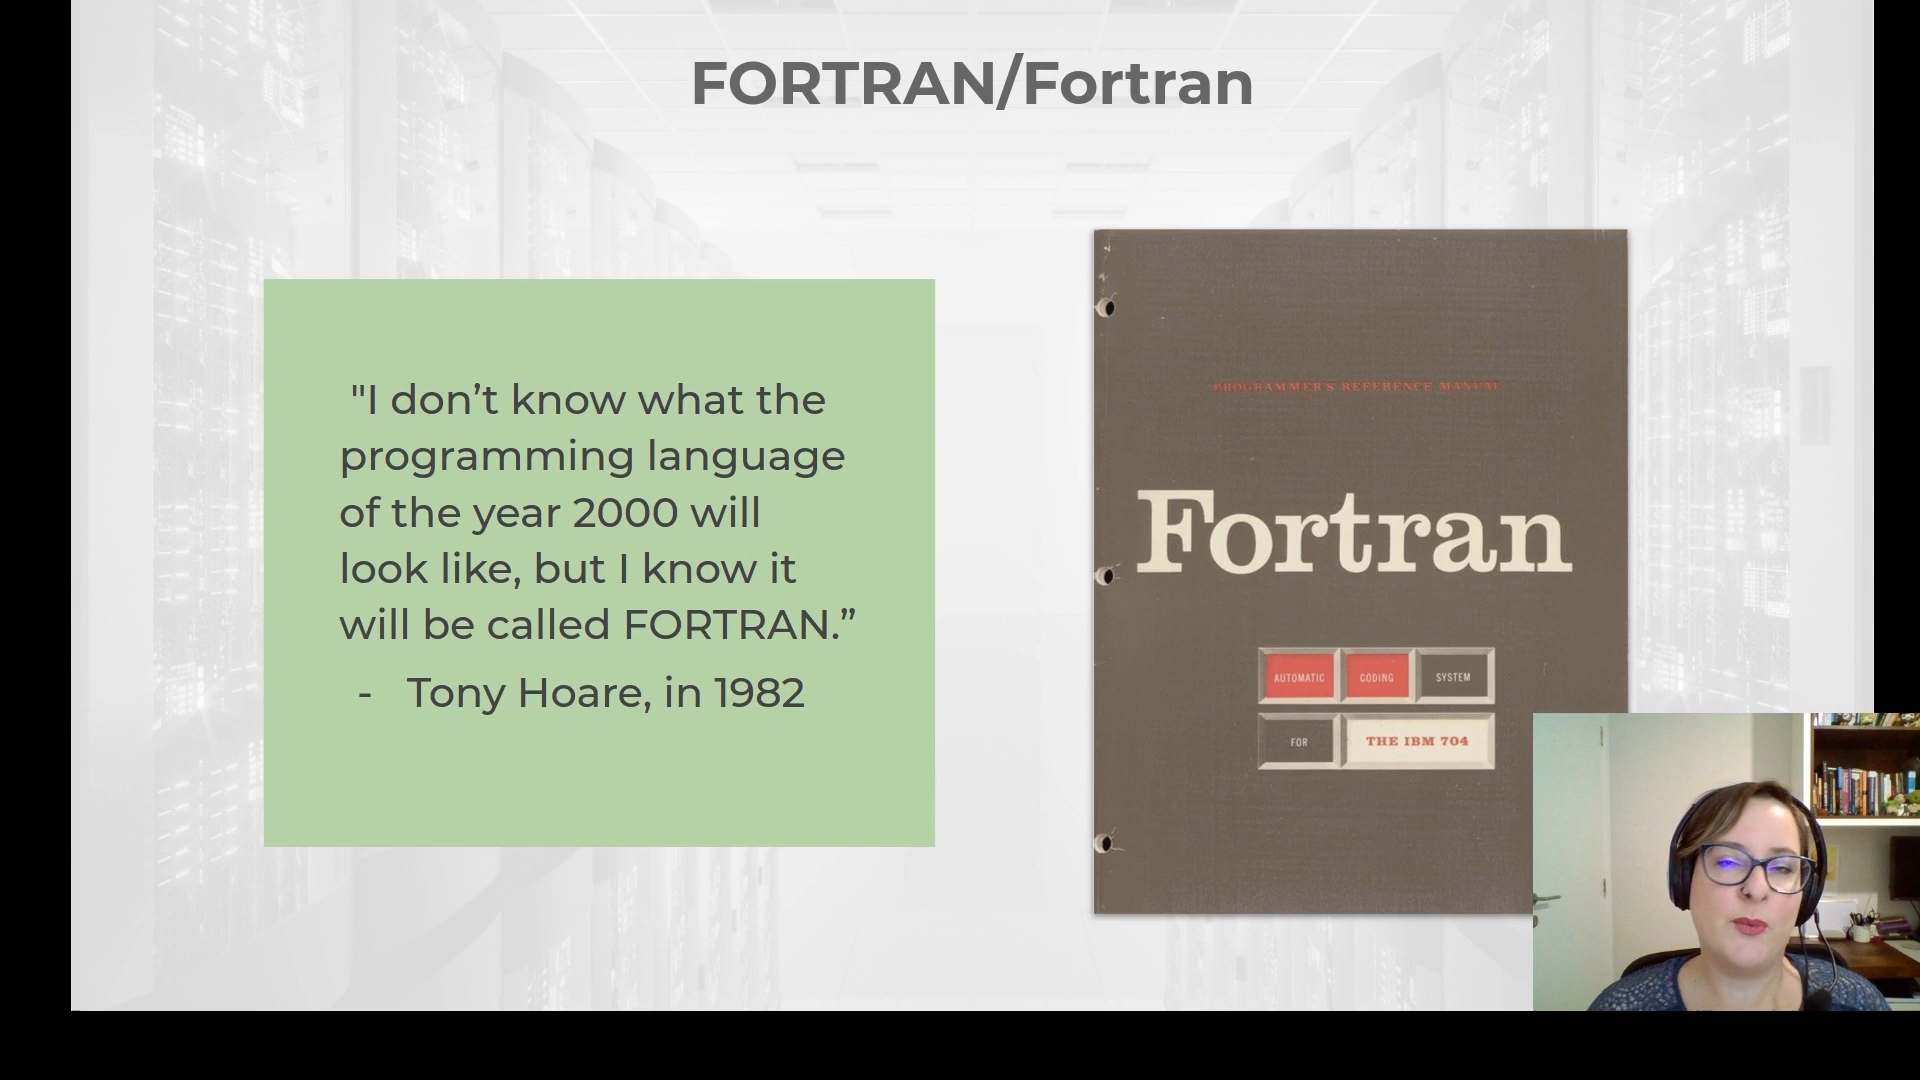 FORTRAN/Fortran
"I don’t know what the
programming language
of the year 2000 will
look like, but I know it
will be called FORTRAN.”
- Tony Hoare, in 1982
PROGRAMMER'S REFERENCE MANUAL
Fortran
AUTOMATIC CODING SYSTEM
FOR THE IBM 704